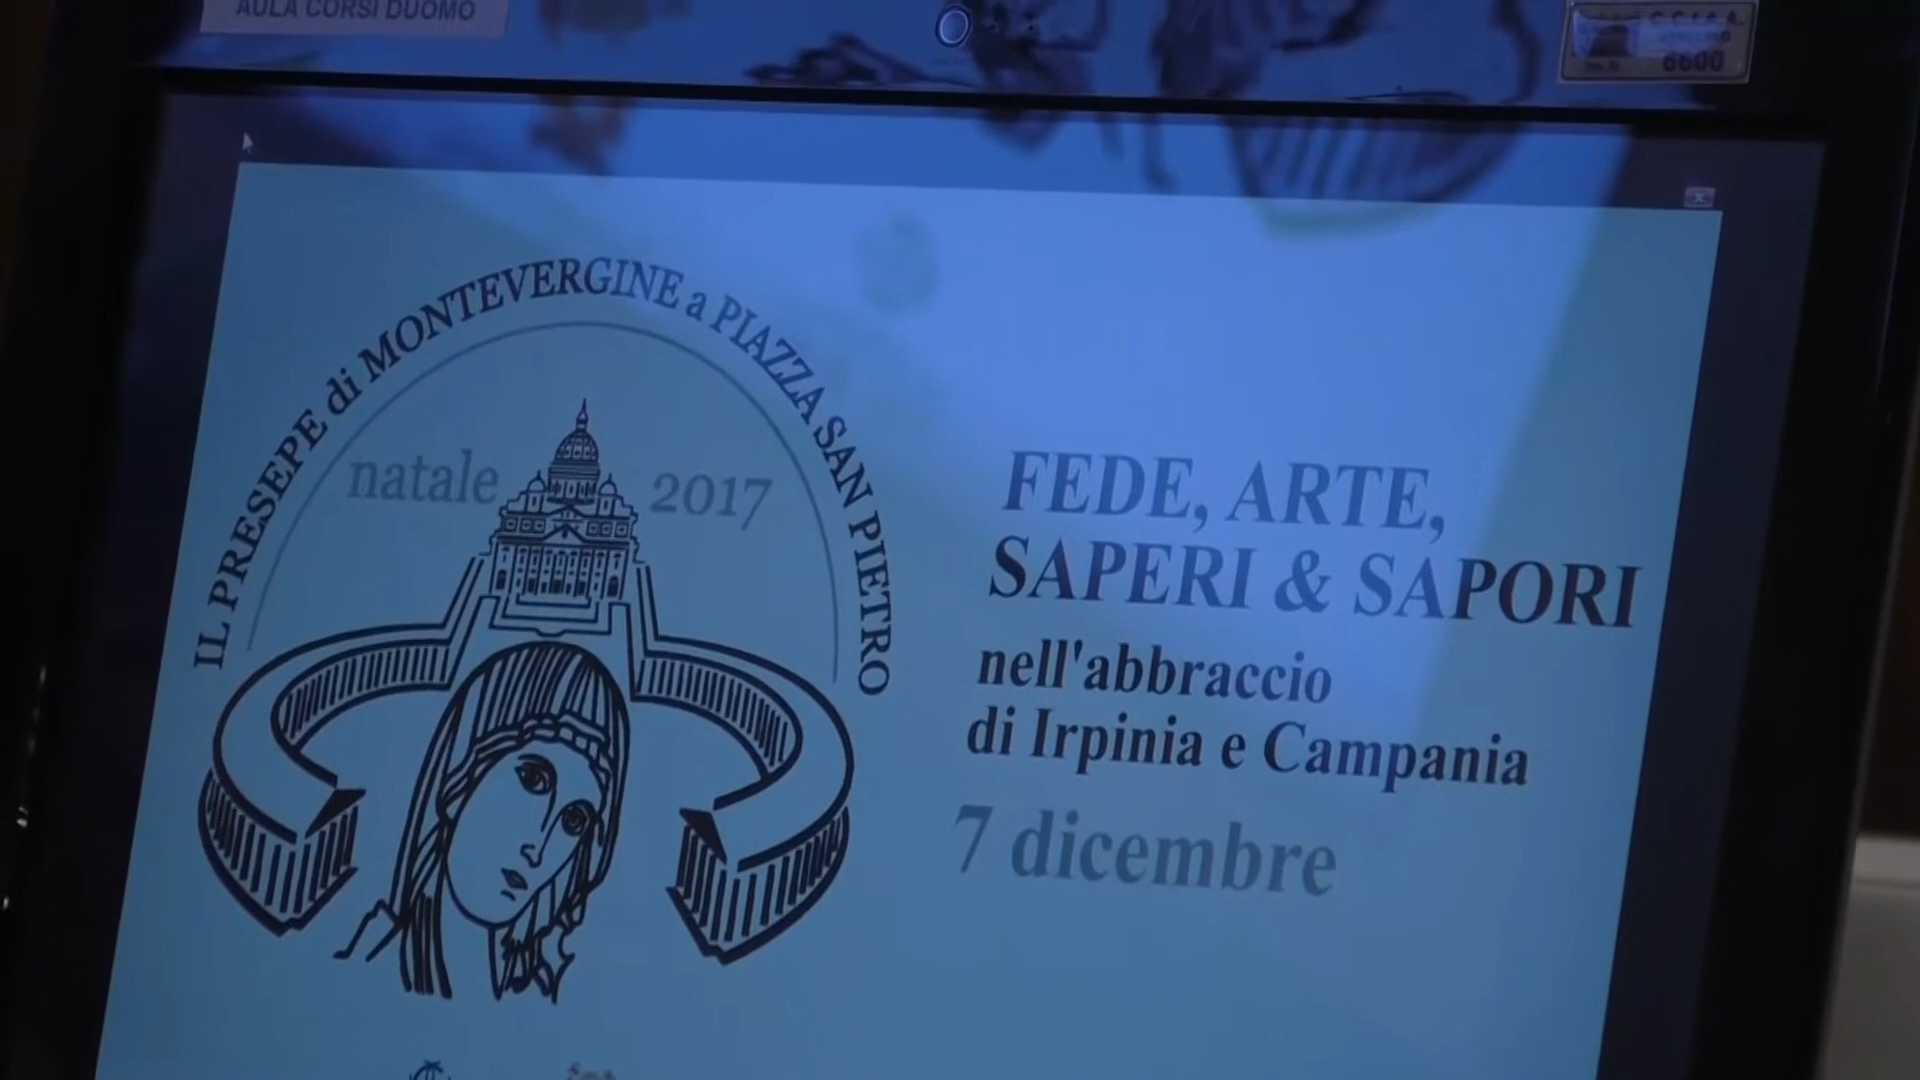 AULA CORSI DUOMO
6600
IL PRESEPE di MONTEVERGINE a PIAZZA SAN PIETRO
natale 2017
FEDE, ARTE,
SAPERI & SAPORI
nell'abbraccio
di Irpinia e Campania
7 dicembre